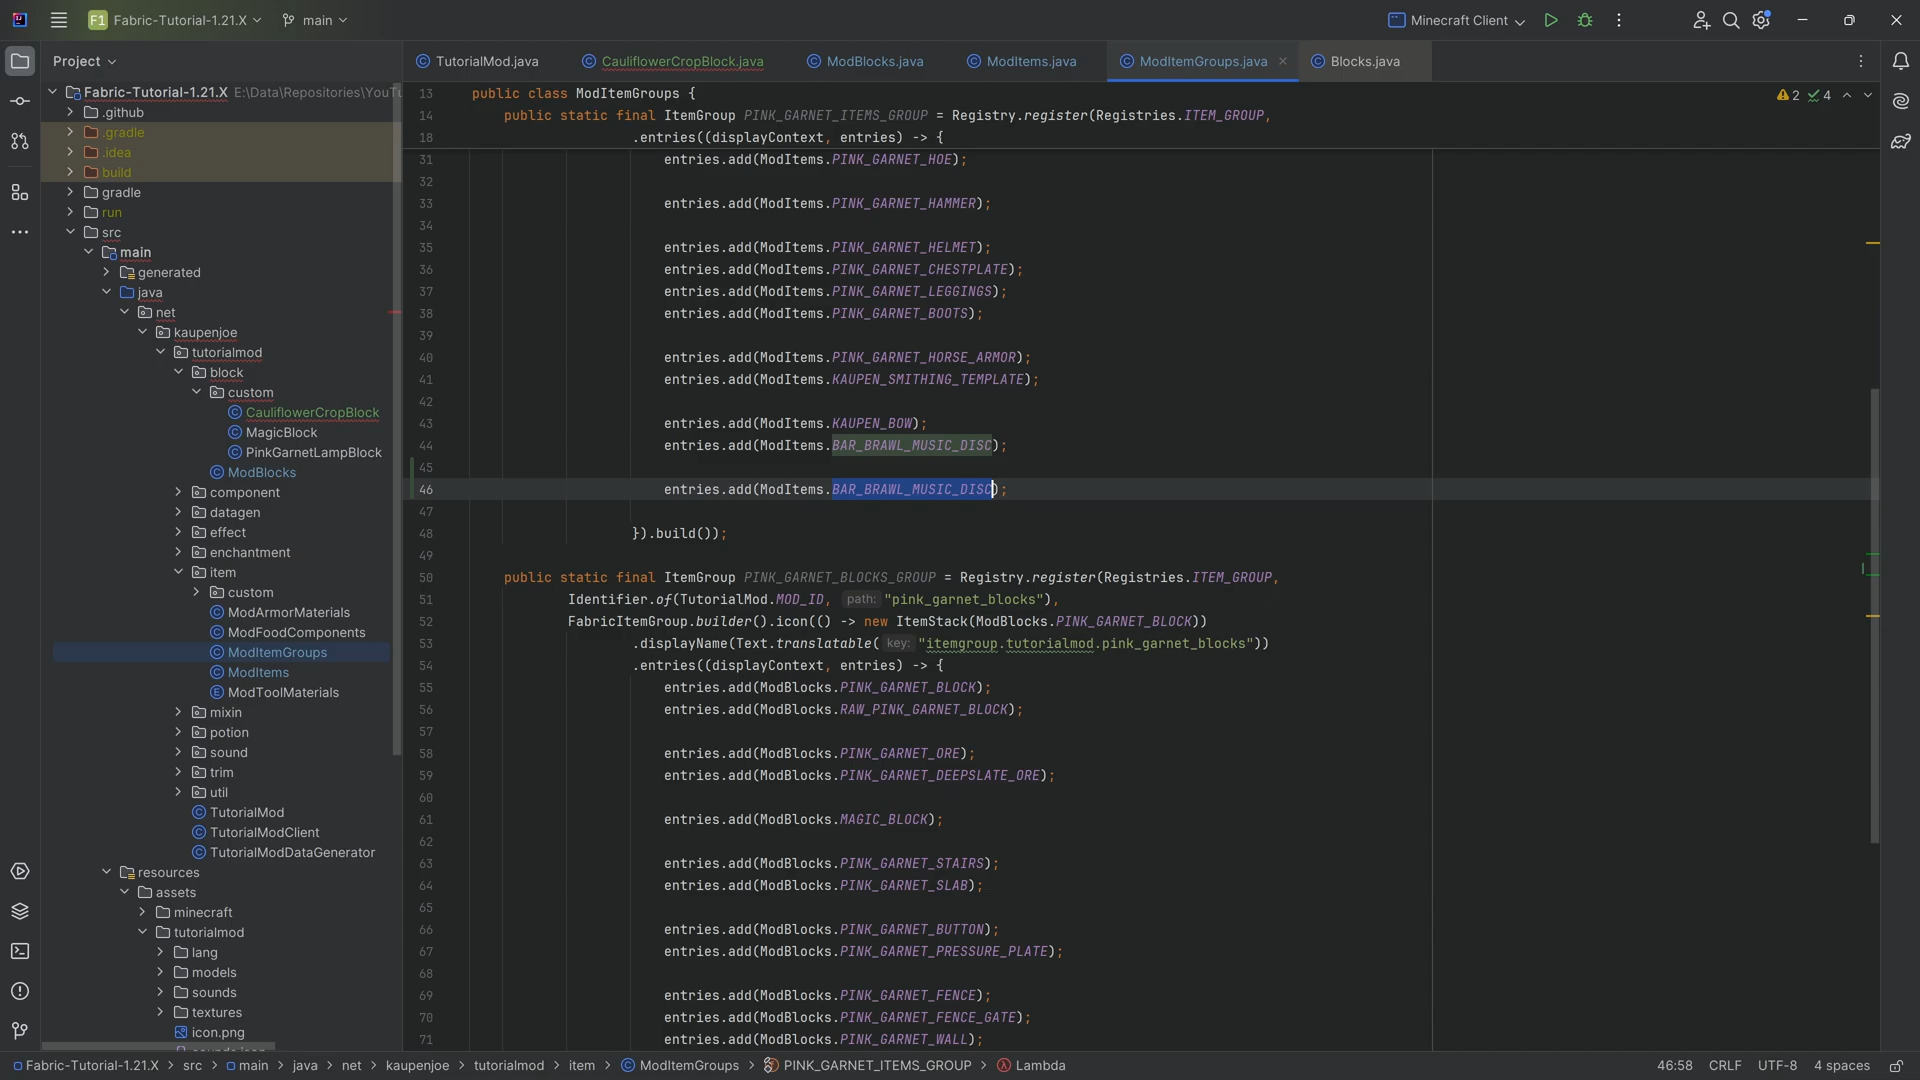 F1 Fabric-Tutorial-1.21.X main Minecraft Client
Project
TutorialMod.java CauliflowerCropBlock.java ModBlocks.java ModItems.java ModItemGroups.java Blocks.java
Fabric-Tutorial-1.21.X E:\Data\Repositories\YouTu
.github
.gradle
.idea
build
gradle
run
src
main
generated
java
net
kaupenjoe
tutorialmod
block
custom
CauliflowerCropBlock
MagicBlock
PinkGarnetLampBlock
ModBlocks
component
datagen
effect
enchantment
item
custom
ModArmorMaterials
ModFoodComponents
ModItemGroups
ModItems
ModToolMaterials
mixin
potion
sound
trim
util
TutorialMod
TutorialModClient
TutorialModDataGenerator
resources
assets
minecraft
tutorialmod
lang
models
sounds
textures
icon.png
2 4
13 public class ModItemGroups {
14 public static final ItemGroup PINK_GARNET_ITEMS_GROUP = Registry.register(Registries.ITEM_GROUP,
18 .entries((displayContext, entries) -> {
31 entries.add(ModItems.PINK_GARNET_HOE);
32
33 entries.add(ModItems.PINK_GARNET_HAMMER);
34
35 entries.add(ModItems.PINK_GARNET_HELMET);
36 entries.add(ModItems.PINK_GARNET_CHESTPLATE);
37 entries.add(ModItems.PINK_GARNET_LEGGINGS);
38 entries.add(ModItems.PINK_GARNET_BOOTS);
39
40 entries.add(ModItems.PINK_GARNET_HORSE_ARMOR);
41 entries.add(ModItems.KAUPEN_SMITHING_TEMPLATE);
42
43 entries.add(ModItems.KAUPEN_BOW);
44 entries.add(ModItems.BAR_BRAWL_MUSIC_DISC);
45
46 entries.add(ModItems.BAR_BRAWL_MUSIC_DISC);
47
48 }).build());
49
50 public static final ItemGroup PINK_GARNET_BLOCKS_GROUP = Registry.register(Registries.ITEM_GROUP,
51 Identifier.of(TutorialMod.MOD_ID, path: "pink_garnet_blocks"),
52 FabricItemGroup.builder().icon(() -> new ItemStack(ModBlocks.PINK_GARNET_BLOCK))
53 .displayName(Text.translatable( key: "itemgroup.tutorialmod.pink_garnet_blocks"))
54 .entries((displayContext, entries) -> {
55 entries.add(ModBlocks.PINK_GARNET_BLOCK);
56 entries.add(ModBlocks.RAW_PINK_GARNET_BLOCK);
57
58 entries.add(ModBlocks.PINK_GARNET_ORE);
59 entries.add(ModBlocks.PINK_GARNET_DEEPSLATE_ORE);
60
61 entries.add(ModBlocks.MAGIC_BLOCK);
62
63 entries.add(ModBlocks.PINK_GARNET_STAIRS);
64 entries.add(ModBlocks.PINK_GARNET_SLAB);
65
66 entries.add(ModBlocks.PINK_GARNET_BUTTON);
67 entries.add(ModBlocks.PINK_GARNET_PRESSURE_PLATE);
68
69 entries.add(ModBlocks.PINK_GARNET_FENCE);
70 entries.add(ModBlocks.PINK_GARNET_FENCE_GATE);
71 entries.add(ModBlocks.PINK_GARNET_WALL);
Fabric-Tutorial-1.21.X > src > main > java > net > kaupenjoe > tutorialmod > item > ModItemGroups > PINK_GARNET_ITEMS_GROUP > Lambda 46:58 CRLF UTF-8 4 spaces